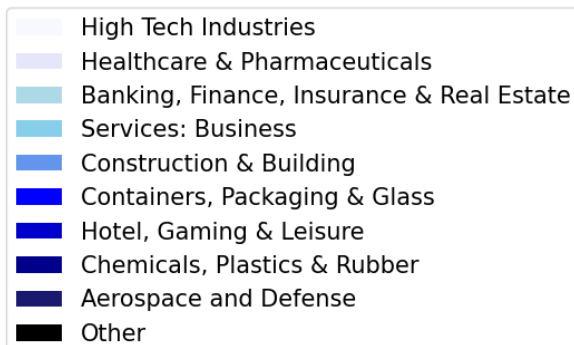 High Tech Industries
Healthcare & Pharmaceuticals
Banking, Finance, Insurance & Real Estate
Services: Business
Construction & Building
Containers, Packaging & Glass
Hotel, Gaming & Leisure
Chemicals, Plastics & Rubber
Aerospace and Defense
Other